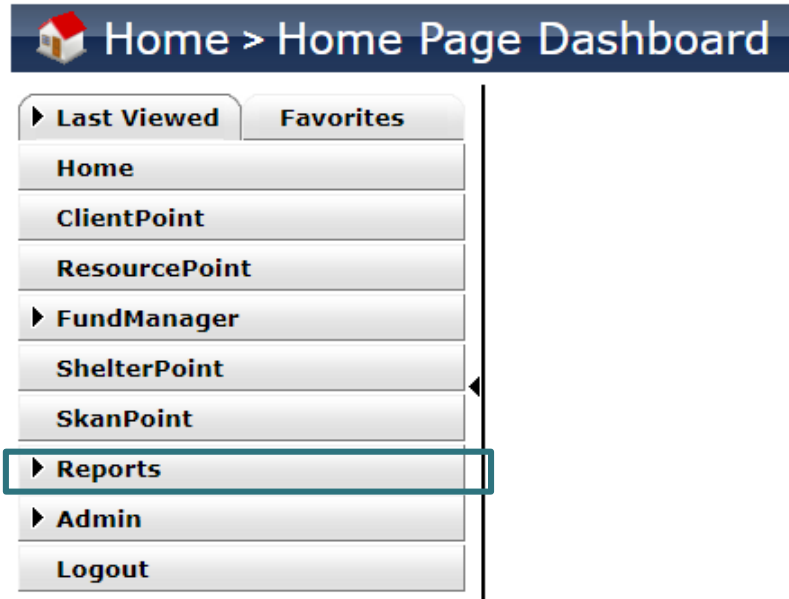 Home > Home Page Dashboard
Last Viewed Favorites
Home
ClientPoint
ResourcePoint
FundManager
ShelterPoint
SkanPoint
Reports
Admin
Logout